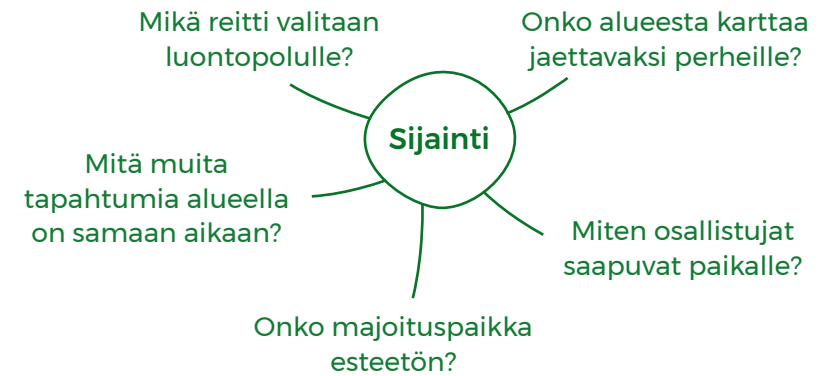 Mikä reitti valitaan
luontopolulle?
Onko alueesta karttaa
jaettavaksi perheille?
Sijainti
Mitä muita
tapahtumia alueella
on samaan aikaan?
Miten osallistujat
saapuvat paikalle?
Onko majoituspaikka
esteetön?